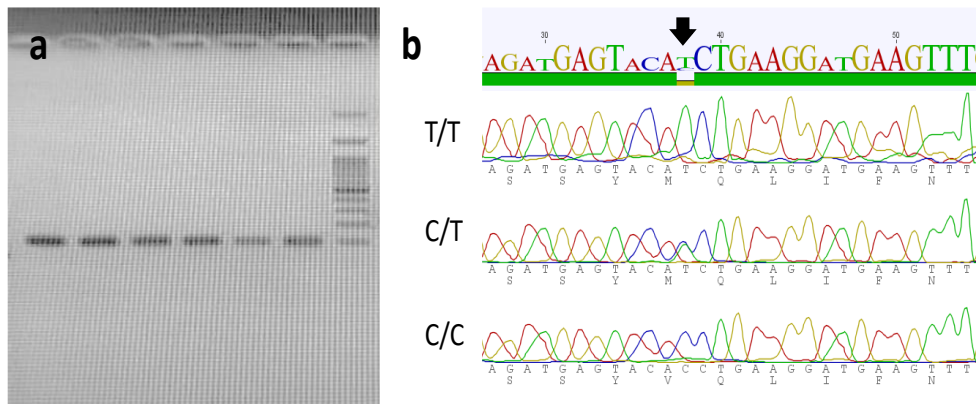 a
b
30 40 50
AGATGAGTACATCTGAAGGATGAAGTTT
T/T
A G A T G A G T A C A T C T G A A G G A T G A A G T T T
S S Y M Q L I F N
C/T
A G A T G A G T A C A T C T G A A G G A T G A A G T T T
S S Y M Q L I F N
C/C
A G A T G A G T A C A C C T G A A G G A T G A A G T T T
S S Y V Q L I F N